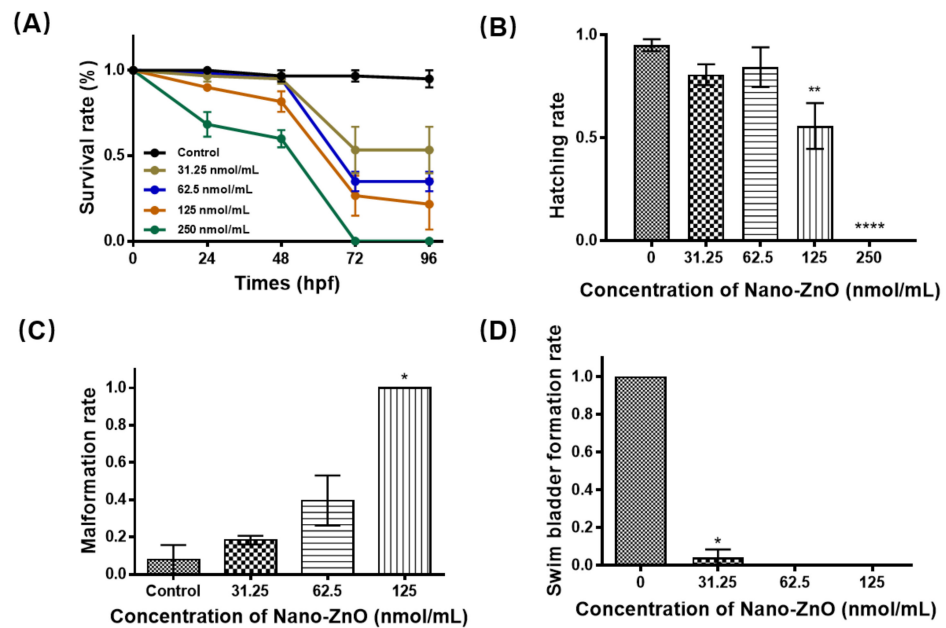 (A)
Survival rate (%)
1.0
0.5
0.0
Control
31.25 nmol/mL
62.5 nmol/mL
125 nmol/mL
250 nmol/mL
0 24 48 72 96
Times (hpf)
(B)
Hatching rate
1.0
0.5
0.0
**
****
0 31.25 62.5 125 250
Concentration of Nano-ZnO (nmol/mL)
(C)
Malformation rate
1.0
0.8
0.6
0.4
0.2
0.0
*
Control 31.25 62.5 125
Concentration of Nano-ZnO (nmol/mL)
(D)
Swim bladder formation rate
1.0
0.8
0.6
0.4
0.2
0.0
*
0 31.25 62.5 125
Concentration of Nano-ZnO (nmol/mL)